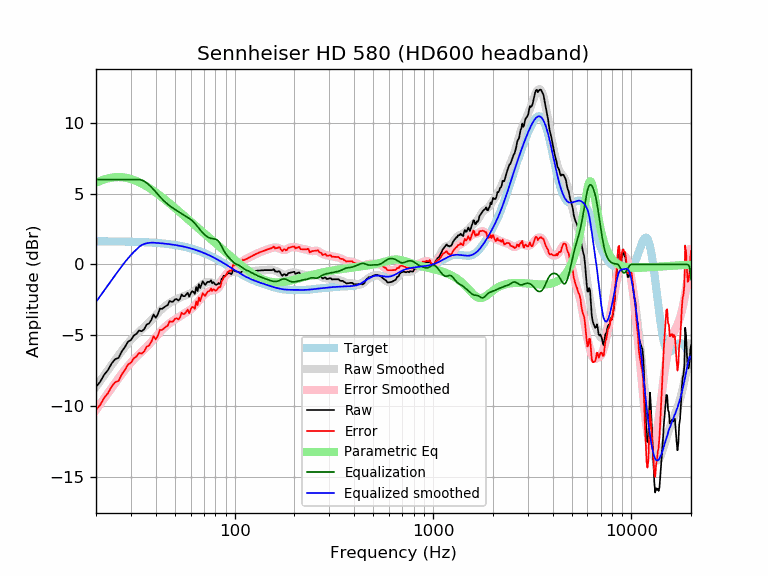 Sennheiser HD 580 (HD600 headband)
Amplitude (dBr)
10
5
0
−5
−10
−15
Target
Raw Smoothed
Error Smoothed
Raw
Error
Parametric Eq
Equalization
Equalized smoothed
100
1000
10000
Frequency (Hz)